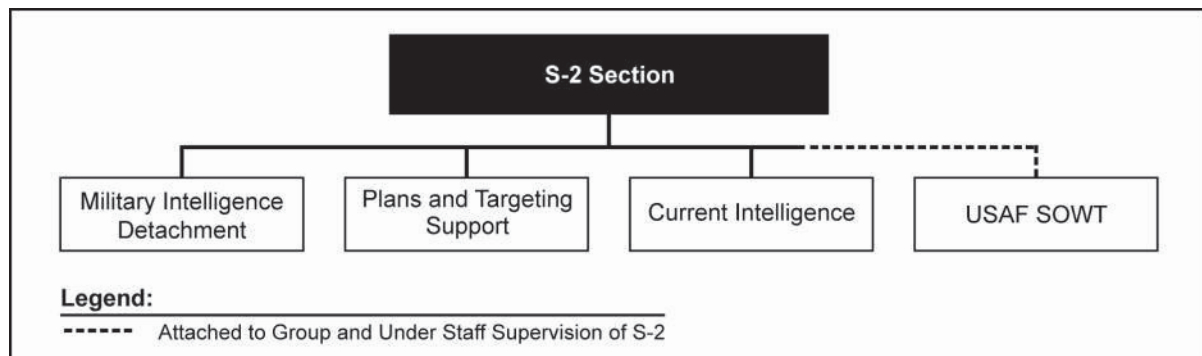 S-2 Section
Military Intelligence
Detachment
Plans and Targeting
Support
Current Intelligence
USAF SOWT
Legend:
Attached to Group and Under Staff Supervision of S-2